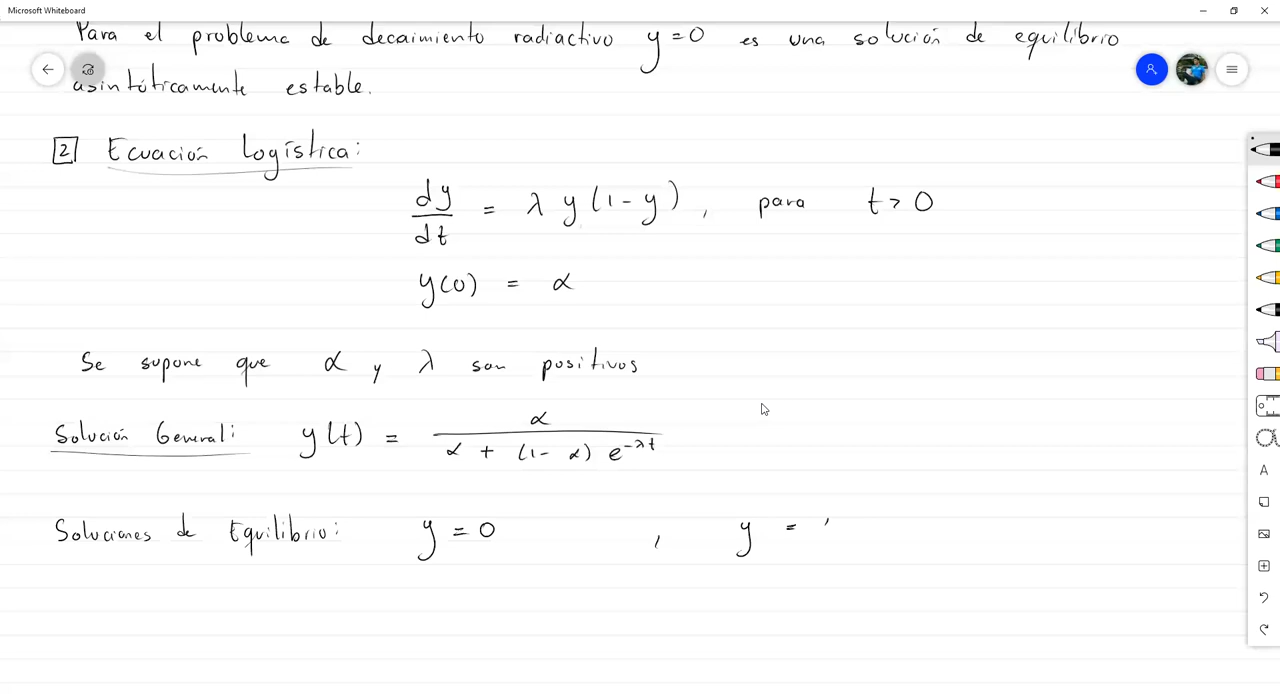 Microsoft Whiteboard
Para el problema de decaimiento radiactivo y = 0 es una solución de equilibrio
asintóticamente estable.
2 Ecuación Logística:
dy/dt = λ y (1 - y), para t > 0
y(0) = α
Se supone que α y λ son positivos
Solución General: y(t) = α / (α + (1 - α) e^{-λt})
Soluciones de Equilibrio: y = 0 , y =
A